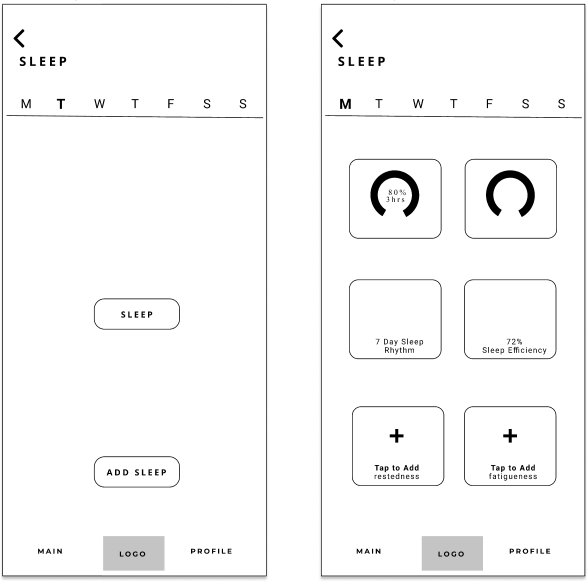 SLEEP
M T W T F S S
SLEEP
ADD SLEEP
MAIN LOGO PROFILE
SLEEP
M T W T F S S
80%
3hrs
7 Day Sleep
Rhythm
72%
Sleep Efficiency
Tap to Add
restedness
Tap to Add
fatigueness
MAIN LOGO PROFILE